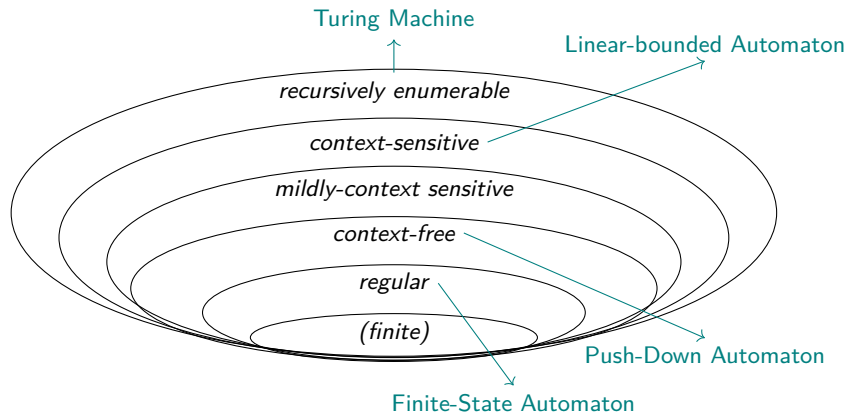 Turing Machine
Linear-bounded Automaton
recursively enumerable
context-sensitive
mildly-context sensitive
context-free
regular
(finite)
Push-Down Automaton
Finite-State Automaton